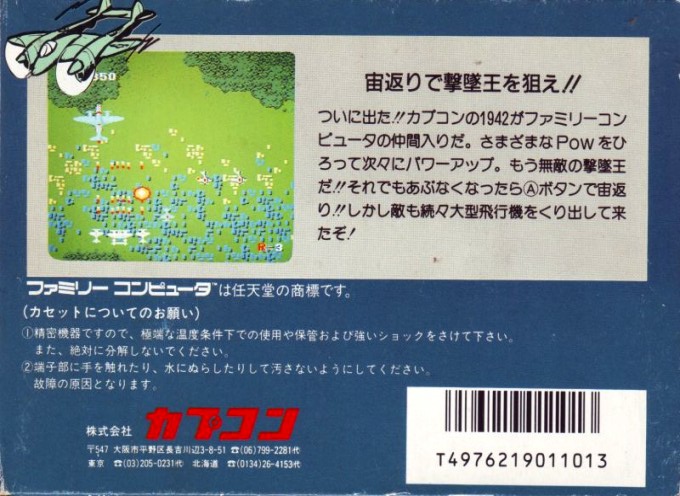 850
R-3
宙返りで撃墜王を狙え!!
ついに出た!!カプコンの1942がファミリーコン
ピュータの仲間入りだ。さまざまなPowをひ
ろって次々にパワーアップ。もう無敵の撃墜王
だ!!それでもあぶなくなったらⒶボタンで宙返
り!!しかし敵も続々大型飛行機をくり出して来
たぞ!
ファミリーコンピュータ™は任天堂の商標です。
(カセットについてのお願い)
①精密機器ですので、極端な温度条件下での使用や保管および強いショックをさけて下さい。
また、絶対に分解しないでください。
②端子部に手を触れたり、水にぬらしたりして汚さないようにしてください。
故障の原因となります。
株式会社 カプコン
〒547 大阪市平野区長吉川辺3-8-51 ☎(06)799-2281代
東京 ☎(03)205-0231代 北海道 ☎(0134)26-4153代
T4976219011013